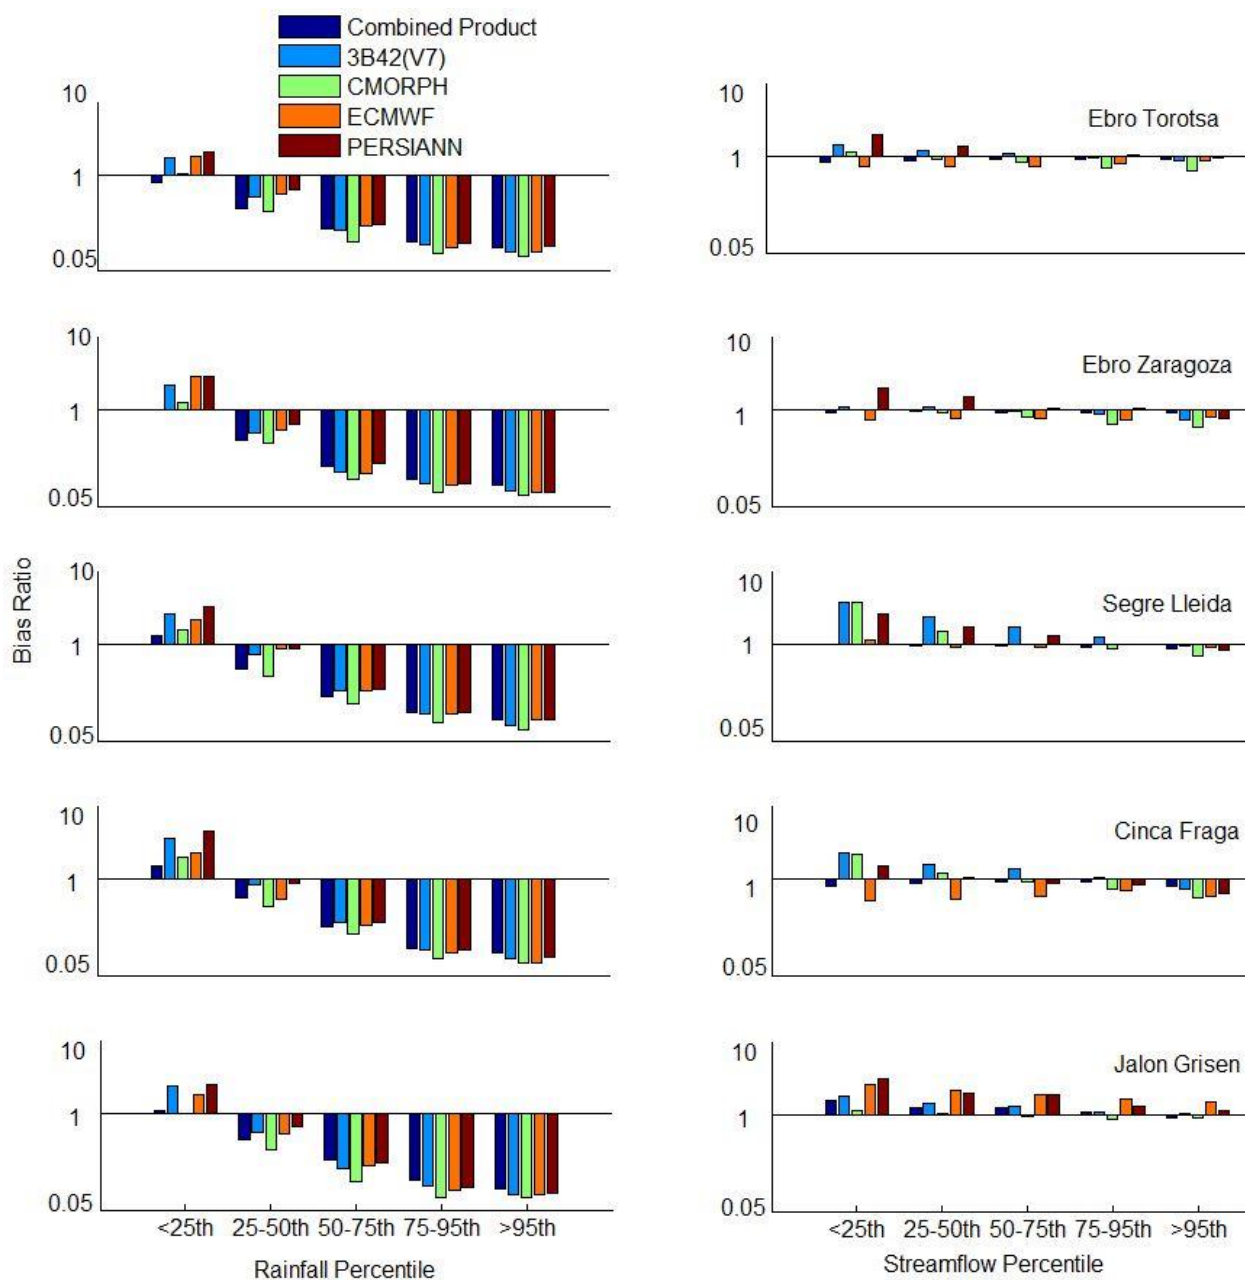 Combined Product
3B42(V7)
CMORPH
ECMWF
PERSIANN
10
1
0.05
10
1
0.05
Ebro Torotsa
10
1
0.05
10
1
0.05
Ebro Zaragoza
Bias Ratio
10
1
0.05
10
1
0.05
Segre Lleida
10
1
0.05
10
1
0.05
Cinca Fraga
10
1
0.05
<25th 25-50th 50-75th 75-95th >95th
Rainfall Percentile
10
1
0.05
Jalon Grisen
<25th 25-50th 50-75th 75-95th >95th
Streamflow Percentile